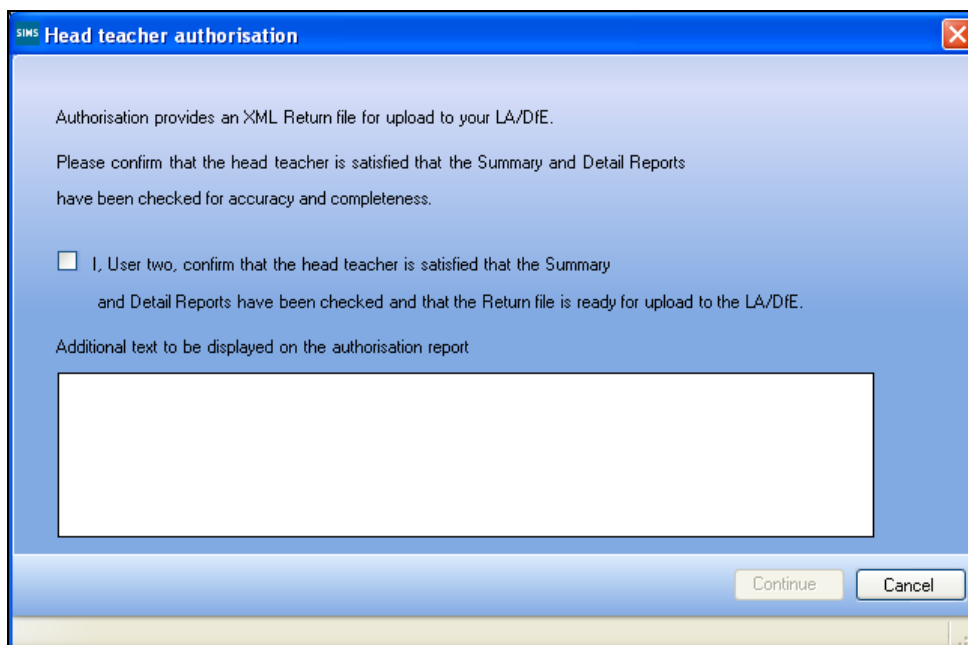 SIMS Head teacher authorisation
Authorisation provides an XML Return file for upload to your LA/DfE.
Please confirm that the head teacher is satisfied that the Summary and Detail Reports
have been checked for accuracy and completeness.
I, User two, confirm that the head teacher is satisfied that the Summary
and Detail Reports have been checked and that the Return file is ready for upload to the LA/DfE.
Additional text to be displayed on the authorisation report
Continue Cancel